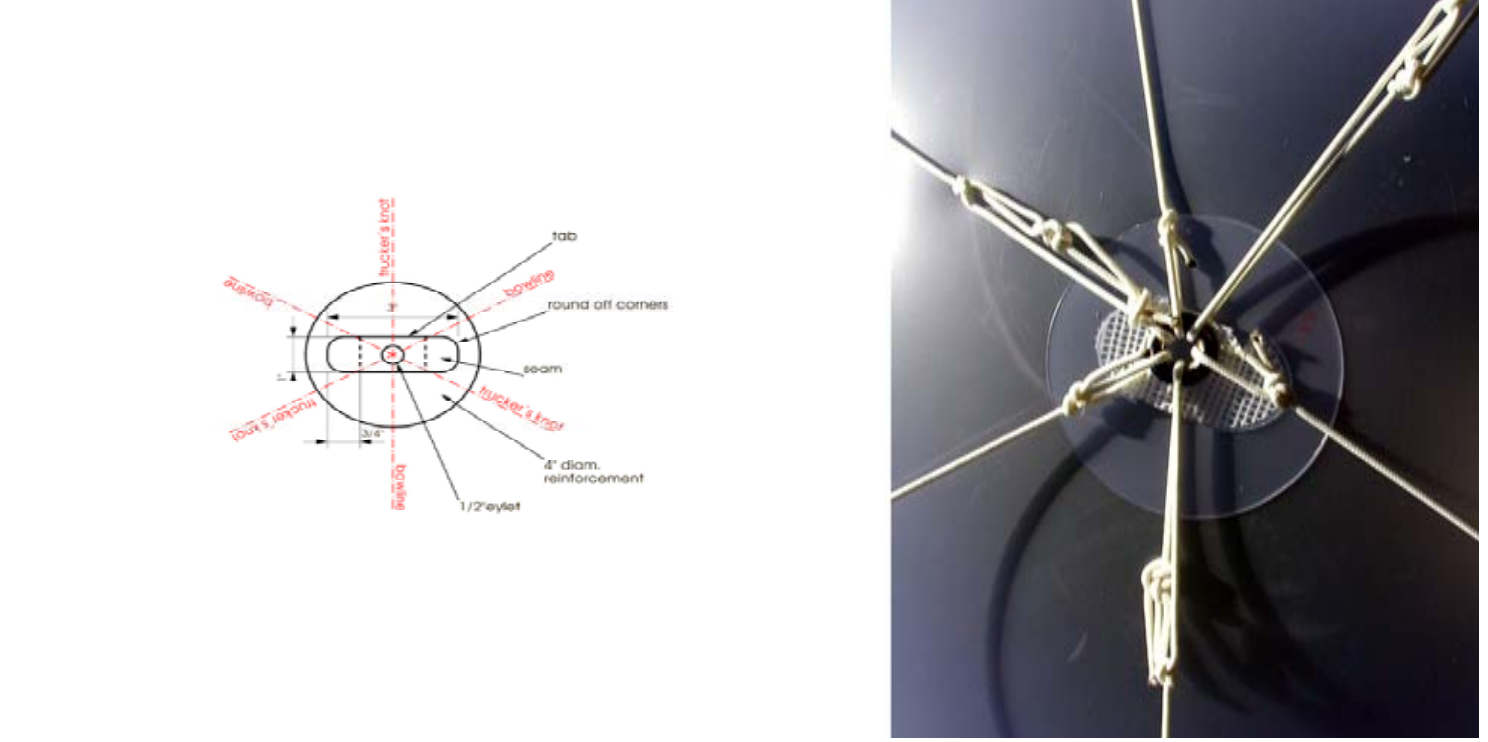 trucker's knot
tab
bowline
bowline
round off corners
3"
1"
seam
trucker's knot
trucker's knot
3/4"
4" diam.
reinforcement
bowline
1/2"eylet